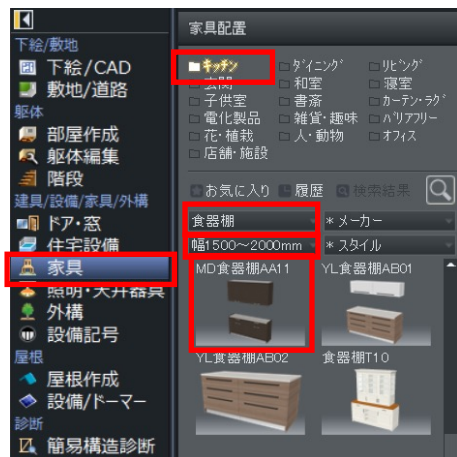 下絵/敷地
下絵/CAD
敷地/道路
躯体
部屋作成
躯体編集
階段
建具/設備/家具/外構
ドア・窓
住宅設備
家具
照明・天井器具
外構
設備記号
屋根
屋根作成
設備/ドーマー
診断
簡易構造診断
家具配置
ｷｯﾁﾝ ﾀﾞｲﾆﾝｸﾞ ﾘﾋﾞﾝｸﾞ
玄関 和室 寝室
子供室 書斎 ｶｰﾃﾝ･ﾗｸﾞ
電化製品 雑貨・趣味 ﾊﾞﾘｱﾌﾘｰ
花・植栽 人・動物 ｵﾌｨｽ
店舗・施設
お気に入り 履歴 検索結果
食器棚 * メーカー
幅1500～2000mm * スタイル
MD食器棚AA11 YL食器棚AB01
YL食器棚AB02 食器棚T10